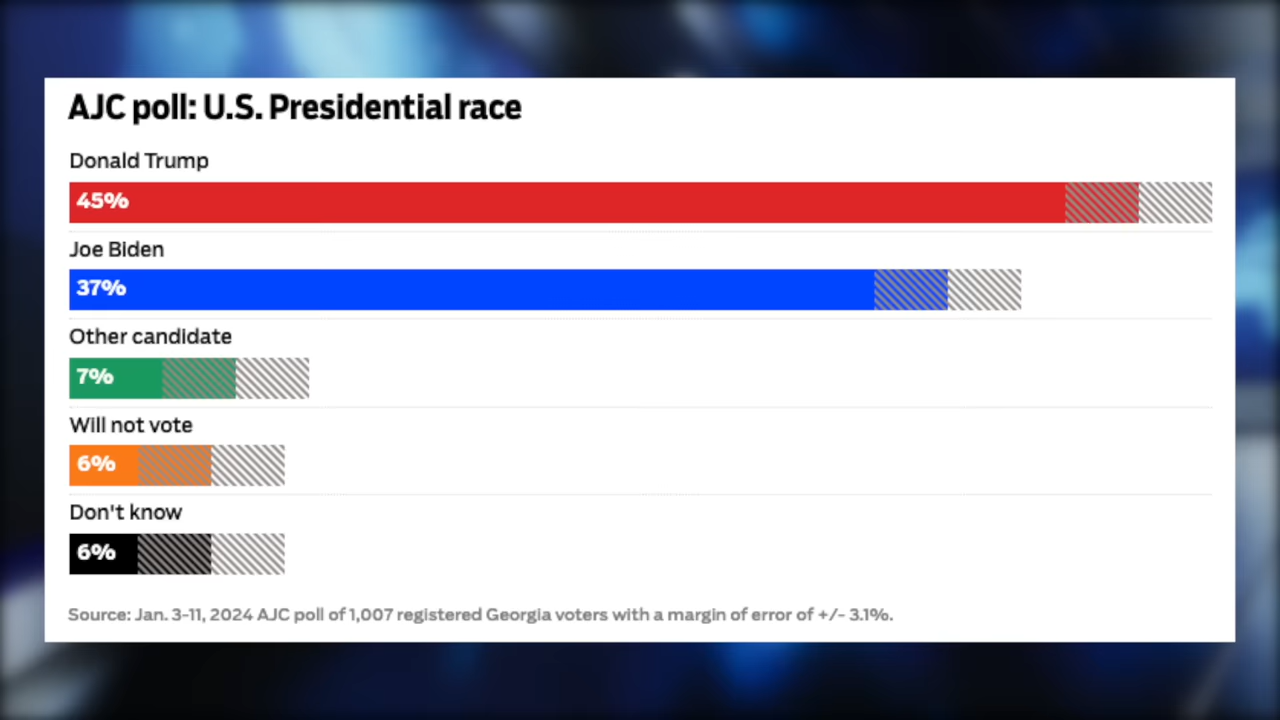 AJC poll: U.S. Presidential race
Donald Trump
45%
Joe Biden
37%
Other candidate
7%
Will not vote
6%
Don't know
6%
Source: Jan. 3-11, 2024 AJC poll of 1,007 registered Georgia voters with a margin of error of +/- 3.1%.